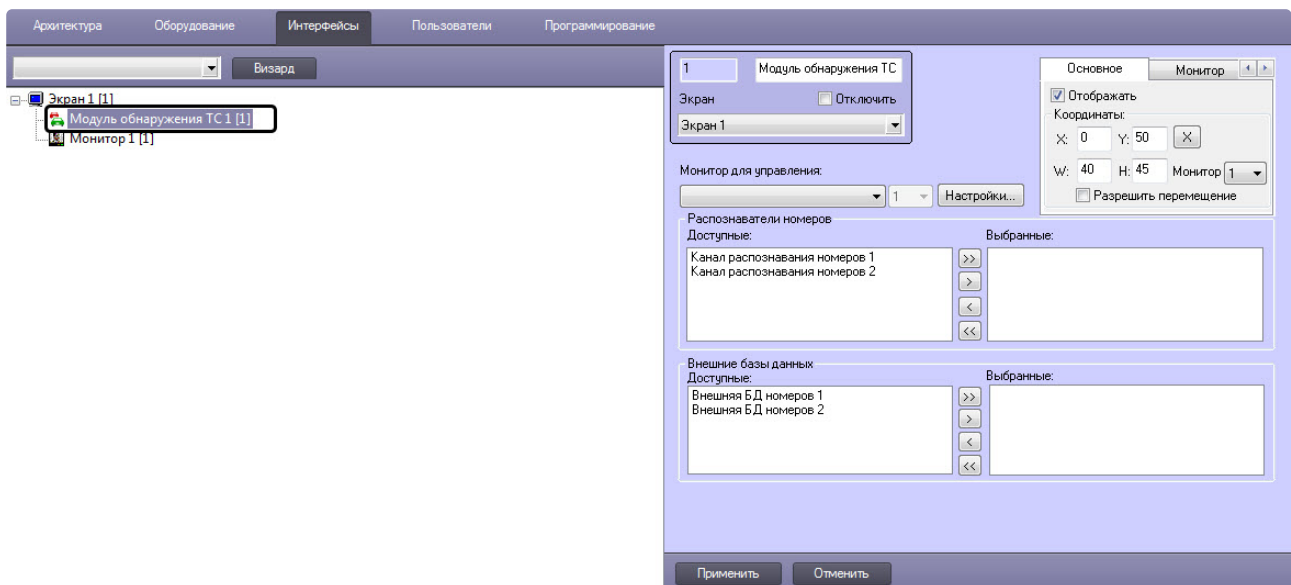 Архитектура Оборудование Интерфейсы Пользователи Программирование
Визард
Экран 1 [1]
Модуль обнаружения ТС 1 [1]
Монитор 1 [1]
1 Модуль обнаружения ТС
Экран Отключить
Экран 1
Основное Монитор
Отображать
Координаты:
X: 0 Y: 50 X
W: 40 H: 45 Монитор 1
Разрешить перемещение
Монитор для управления:
1 Настройки...
Распознаватели номеров
Доступные: Выбранные:
Канал распознавания номеров 1
Канал распознавания номеров 2
>>
>
<
<<
Внешние базы данных
Доступные: Выбранные:
Внешняя БД номеров 1
Внешняя БД номеров 2
>>
>
<
<<
Применить Отменить